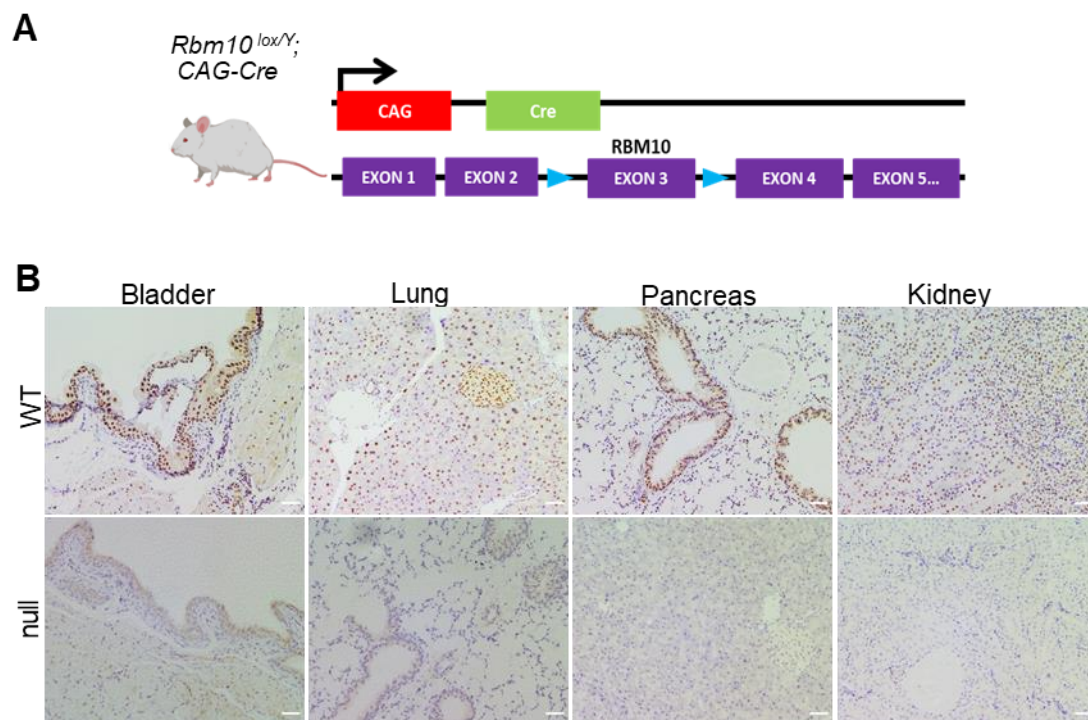 A
Rbm10 lox/Y;
CAG-Cre
CAG
Cre
RBM10
EXON 1
EXON 2
EXON 3
EXON 4
EXON 5...
B
Bladder
Lung
Pancreas
Kidney
WT
null